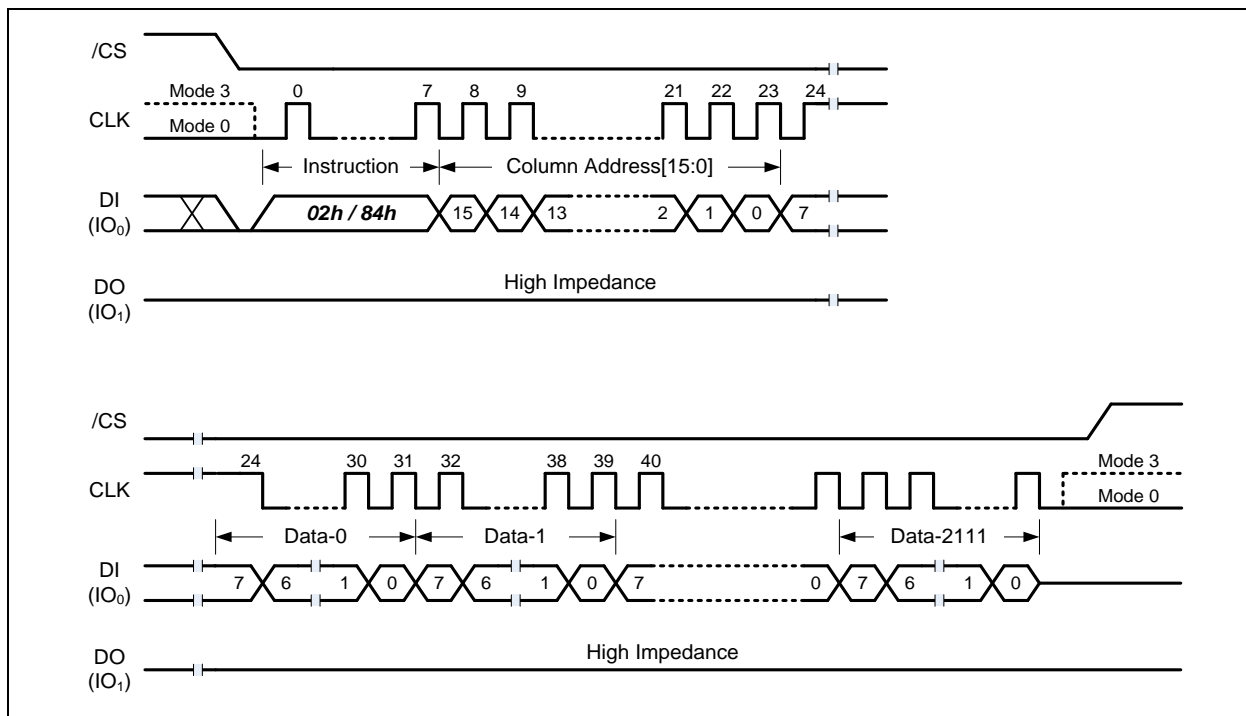 /CS
Mode 3 0 7 8 9 21 22 23 24
CLK
Mode 0
Instruction Column Address[15:0]
DI
(IO0)
02h / 84h 15 14 13 2 1 0 7
High Impedance
DO
(IO1)
/CS
24 30 31 32 38 39 40 Mode 3
CLK
Mode 0
Data-0 Data-1 Data-2111
DI
(IO0)
7 6 1 0 7 6 1 0 7 0 7 6 1 0
High Impedance
DO
(IO1)